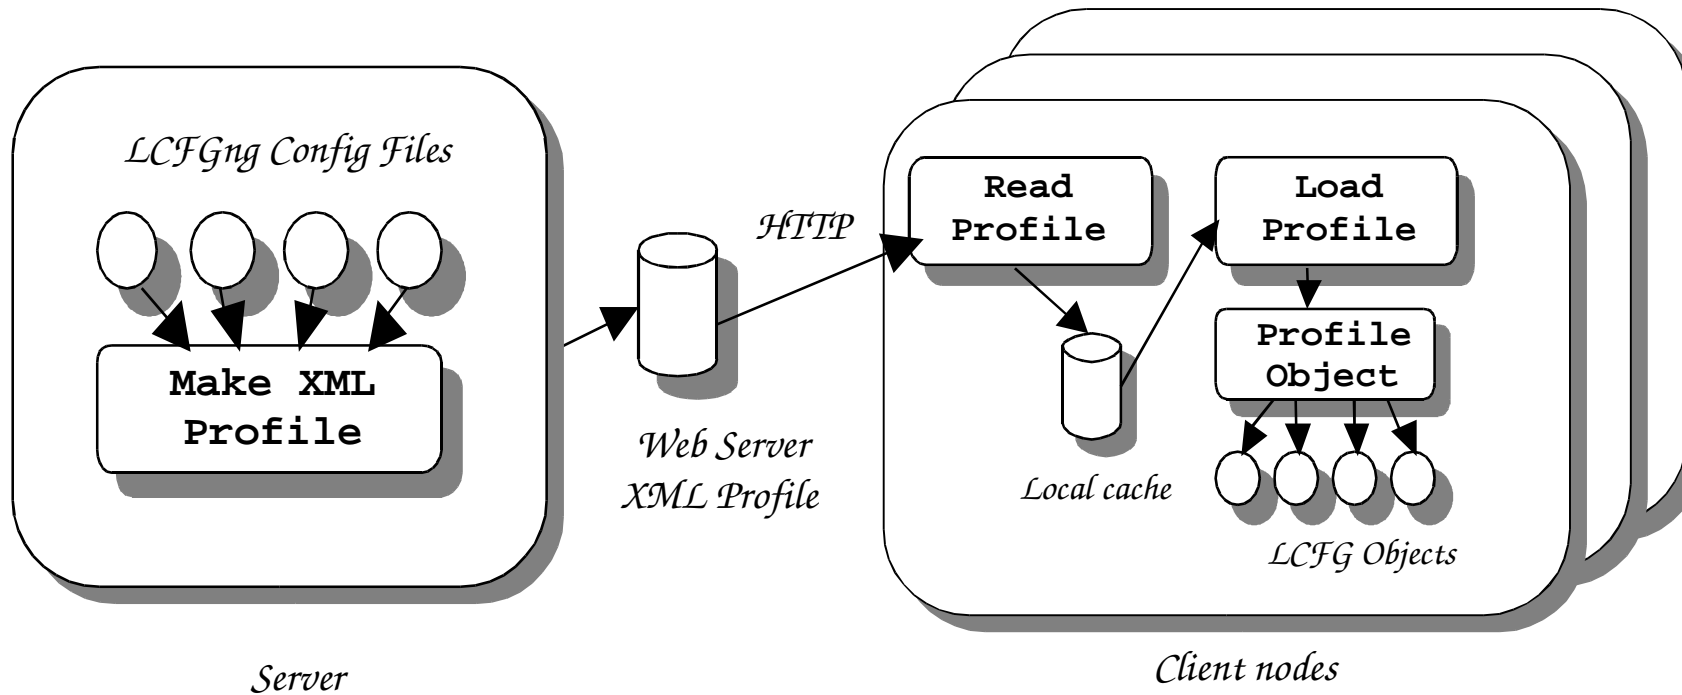 LCFGng Config Files
Make XML
Profile
Server
Web Server
XML Profile
HTTP
Read
Profile
Local cache
Load
Profile
Profile
Object
LCFG Objects
Client nodes